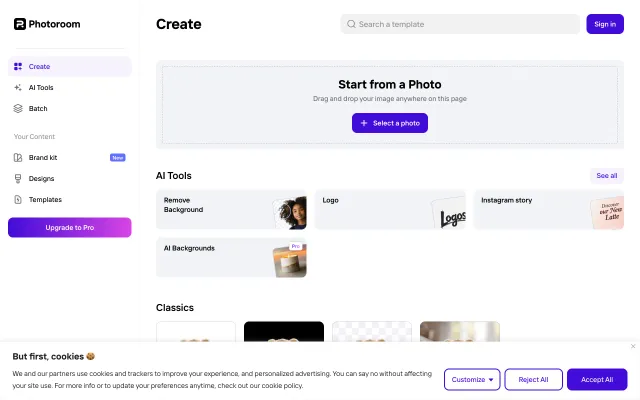 Photoroom
Create
AI Tools
Batch
Your Content
Brand kit
New
Designs
Templates
Upgrade to Pro
Create
Search a template
Sign in
Start from a Photo
Drag and drop your image anywhere on this page
Select a photo
AI Tools
See all
Remove
Background
Logo
Logos
Instagram story
Discover
our New
Latte
AI Backgrounds
Pro
Classics
But first, cookies
We and our partners use cookies and trackers to improve your experience, and personalized advertising. You can say no without affecting
your site use. For more info or to update your preferences anytime, check out our cookie policy.
Customize
Reject All
Accept All